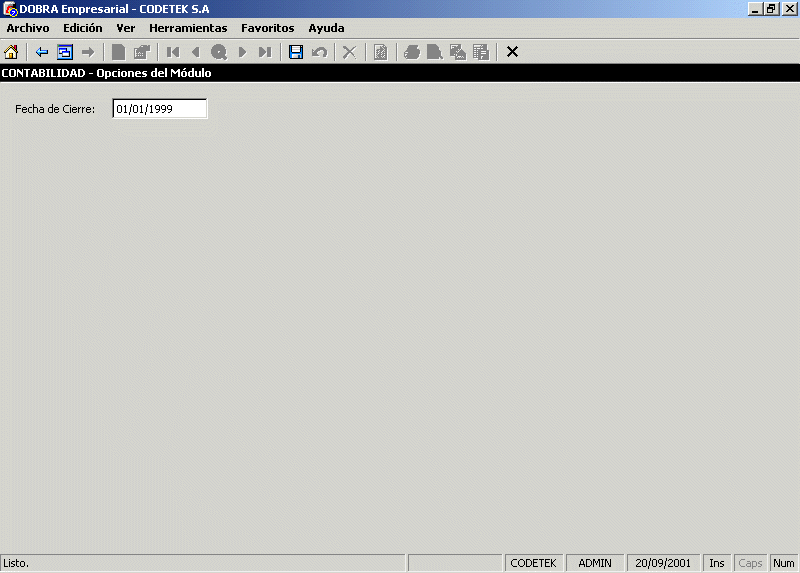 DOBRA Empresarial - CODETEK S.A
Archivo Edición Ver Herramientas Favoritos Ayuda
CONTABILIDAD - Opciones del Módulo
Fecha de Cierre: 01/01/1999
Listo. CODETEK ADMIN 20/09/2001 Ins Caps Num